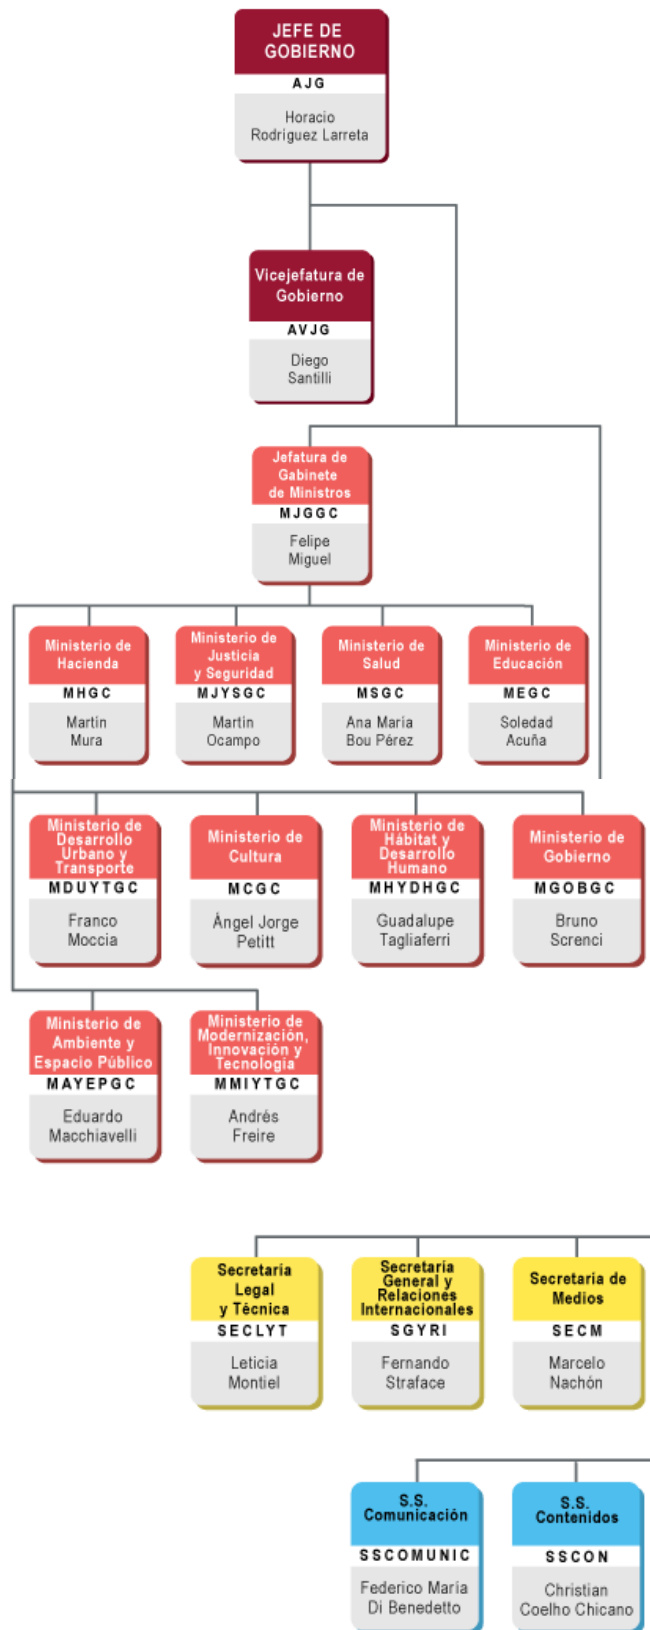 JEFE DE
GOBIERNO
AJG
Horacio
Rodriguez Larreta
Vicejefatura de
Gobierno
AVJG
Diego
Santilli
Jefatura de
Gabinete
de Ministros
MJGGC
Felipe
Miguel
Ministerio de
Hacienda
MHGC
Martín
Mura
Ministerio de
Justicia
y Seguridad
MJYSGC
Martín
Ocampo
Ministerio de
Salud
MSGC
Ana María
Bou Pérez
Ministerio de
Educación
MEGC
Soledad
Acuña
Ministerio de
Desarrollo
Urbano y
Transporte
MDUYTGC
Franco
Moccia
Ministerio de
Cultura
MCGC
Ángel Jorge
Petitt
Ministerio de
Hábitat y
Desarrollo
Humano
MHYDHGC
Guadalupe
Tagliaferri
Ministerio de
Gobierno
MGOBGC
Bruno
Screnci
Ministerio de
Ambiente y
Espacio Público
MAYEPGC
Eduardo
Macchiavelli
Ministerio de
Modernización,
Innovación y
Tecnología
MMIYTGC
Andrés
Freire
Secretaría
Legal
y Técnica
SECLYT
Leticia
Montiel
Secretaría
General y
Relaciones
Internacionales
SGYRI
Fernando
Straface
Secretaría de
Medios
SECM
Marcelo
Nachón
S.S.
Comunicación
SSCOMUNIC
Federico María
Di Benedetto
S.S.
Contenidos
SSCON
Christian
Coelho Chicano